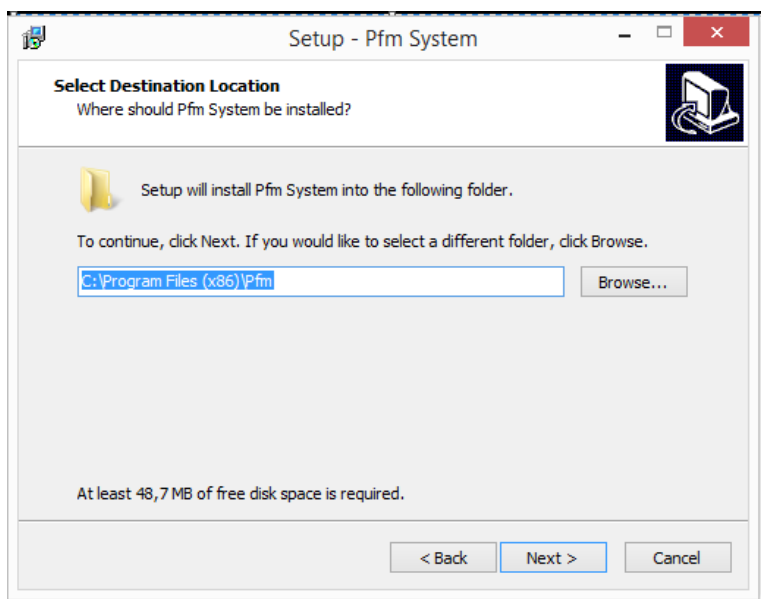 Setup - Pfm System
Select Destination Location
Where should Pfm System be installed?
Setup will install Pfm System into the following folder.
To continue, click Next. If you would like to select a different folder, click Browse.
C:\Program Files (x86)\Pfm
Browse...
At least 48,7 MB of free disk space is required.
< Back
Next >
Cancel